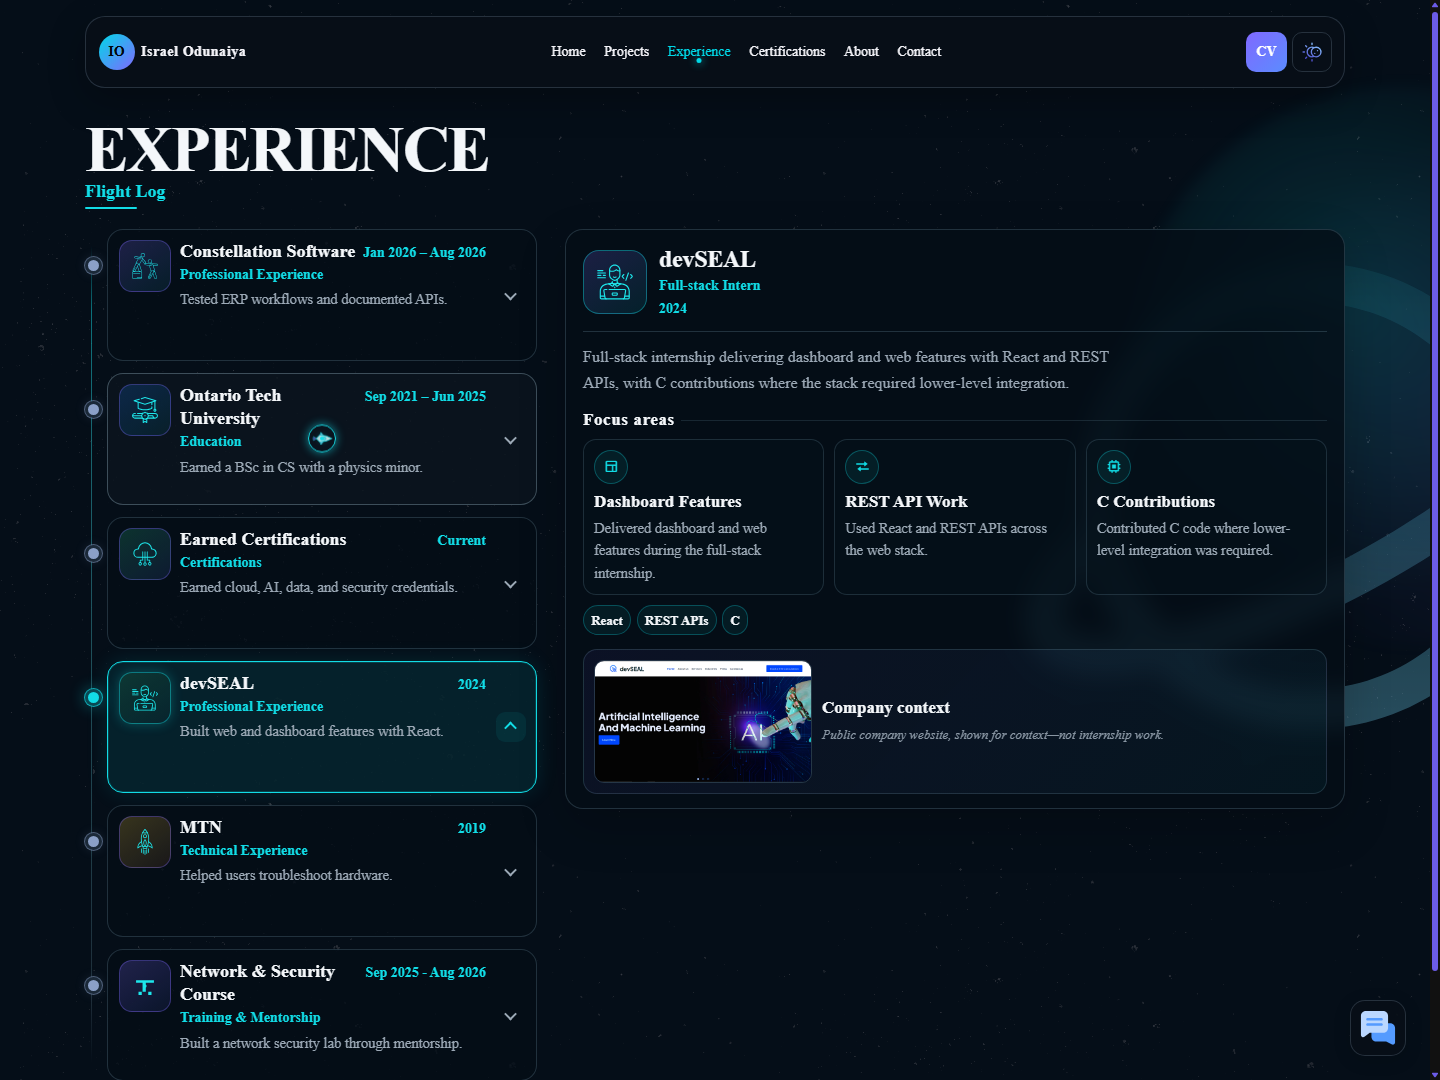 IO
Israel Odunaiya
Home
Projects
Experience
Certifications
About
Contact
CV
EXPERIENCE
Flight Log
Constellation Software
Jan 2026 – Aug 2026
Professional Experience
Tested ERP workflows and documented APIs.
Ontario Tech
University
Sep 2021 – Jun 2025
Education
Earned a BSc in CS with a physics minor.
Earned Certifications
Current
Certifications
Earned cloud, AI, data, and security credentials.
devSEAL
2024
Professional Experience
Built web and dashboard features with React.
MTN
2019
Technical Experience
Helped users troubleshoot hardware.
Network & Security
Course
Sep 2025 - Aug 2026
Training & Mentorship
Built a network security lab through mentorship.
devSEAL
Full-stack Intern
2024
Full-stack internship delivering dashboard and web features with React and REST
APIs, with C contributions where the stack required lower-level integration.
Focus areas
Dashboard Features
Delivered dashboard and web
features during the full-stack
internship.
REST API Work
Used React and REST APIs across
the web stack.
C Contributions
Contributed C code where lower-
level integration was required.
React
REST APIs
C
devSEAL
Artificial Intelligence
And Machine Learning
AI
Company context
Public company website, shown for context—not internship work.